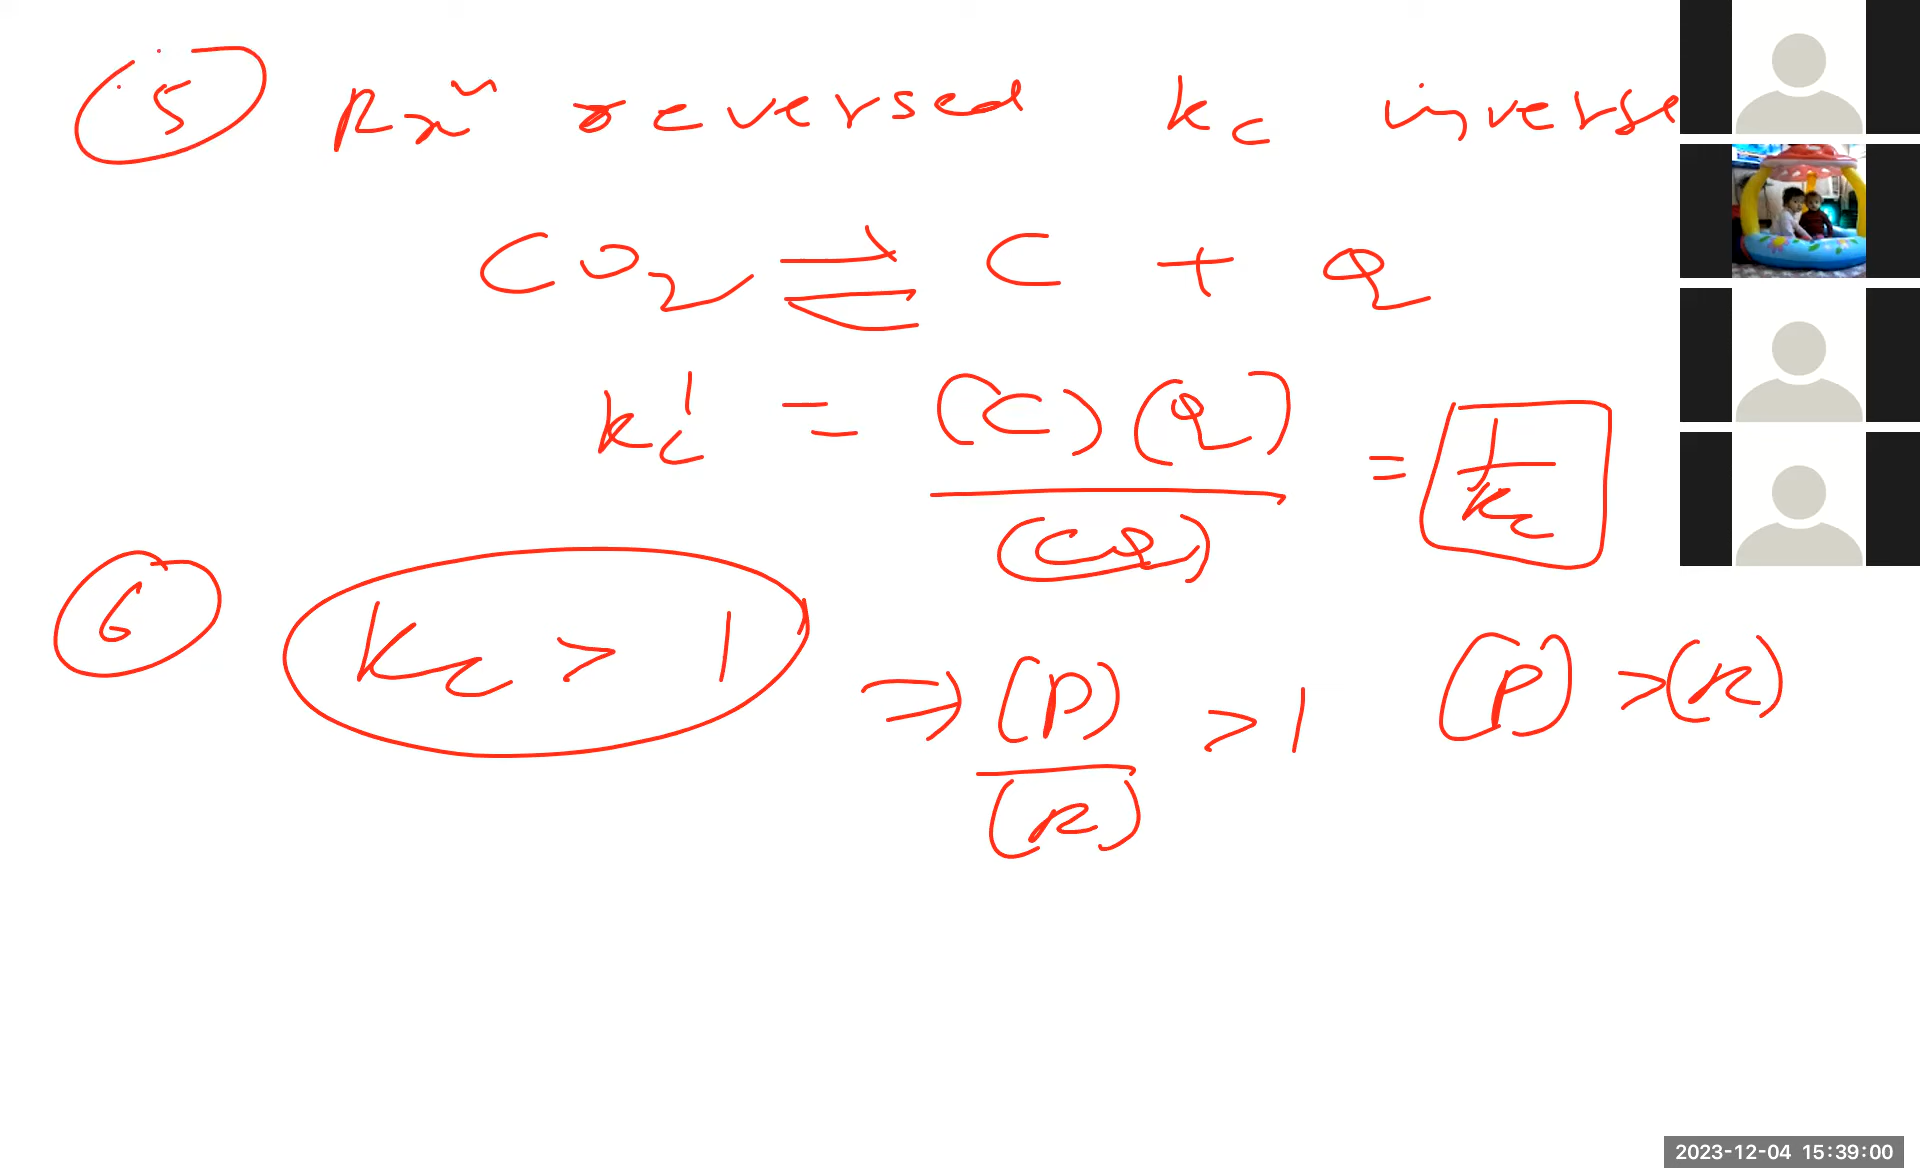 5 Rxn reversed Kc inverse
CO2 ⇌ C + O2
Kc' = (C) (O2) / (CO2) = 1/Kc
6 Kc > 1 ⇒ (P)/(R) > 1 (P) > (R)
2023-12-04 15:39:00